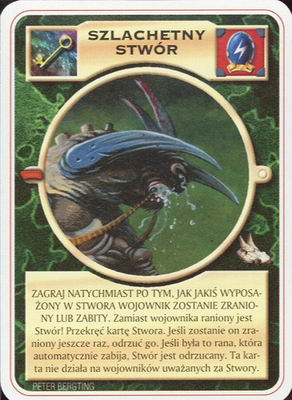 SZLACHETNY
STWÓR
ZAGRAJ NATYCHMIAST PO TYM, JAK JAKIŚ WYPOSA-
ŻONY W STWORA WOJOWNIK ZOSTANIE ZRANIO-
NY LUB ZABITY. Zamiast wojownika raniony jest
Stwór! Przekręć kartę Stwora. Jeśli zostanie on zra-
niony jeszcze raz, odrzuć go. Jeśli była to rana, która
automatycznie zabija, Stwór jest odrzucany. Ta kar-
ta nie działa na wojowników uważanych za Stwory.
PETER BERGTING